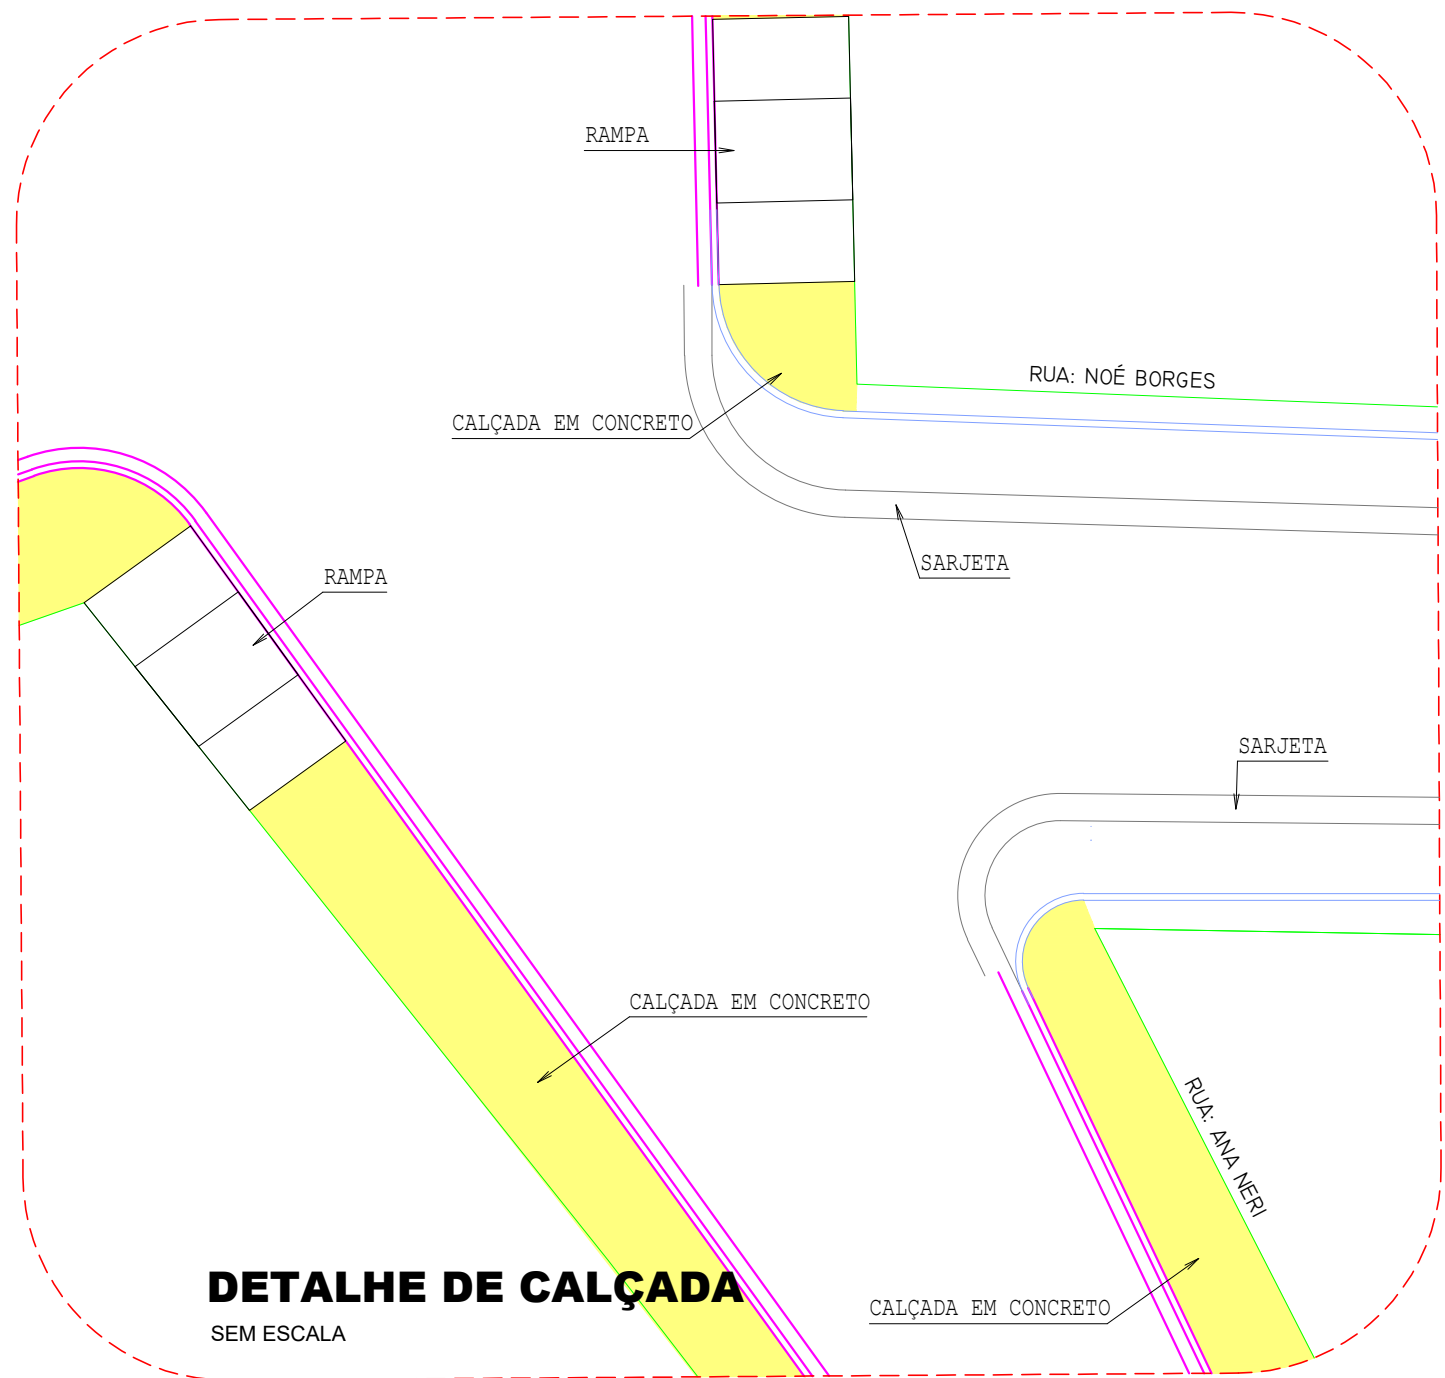 RAMPA
RUA: NOÉ BORGES
CALÇADA EM CONCRETO
SARJETA
RAMPA
SARJETA
CALÇADA EM CONCRETO
RUA: ANA NERI
DETALHE DE CALÇADA
CALÇADA EM CONCRETO
SEM ESCALA